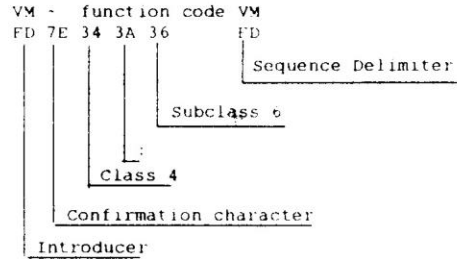 VM - function code VM
FD 7E 34 3A 36 FD
Sequence Delimiter
Subclass 6
:
Class 4
Confirmation character
Introducer